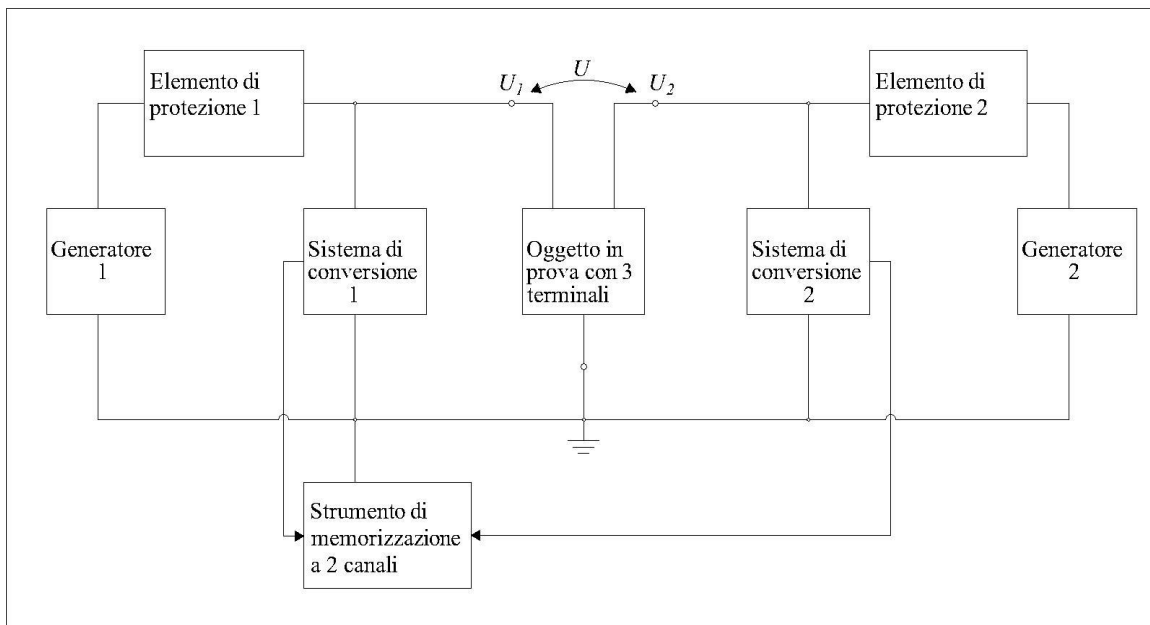 Elemento di
protezione 1
U
U1
U2
Elemento di
protezione 2
Generatore
1
Sistema di
conversione
1
Oggetto in
prova con 3
terminali
Sistema di
conversione
2
Generatore
2
Strumento di
memorizzazione
a 2 canali